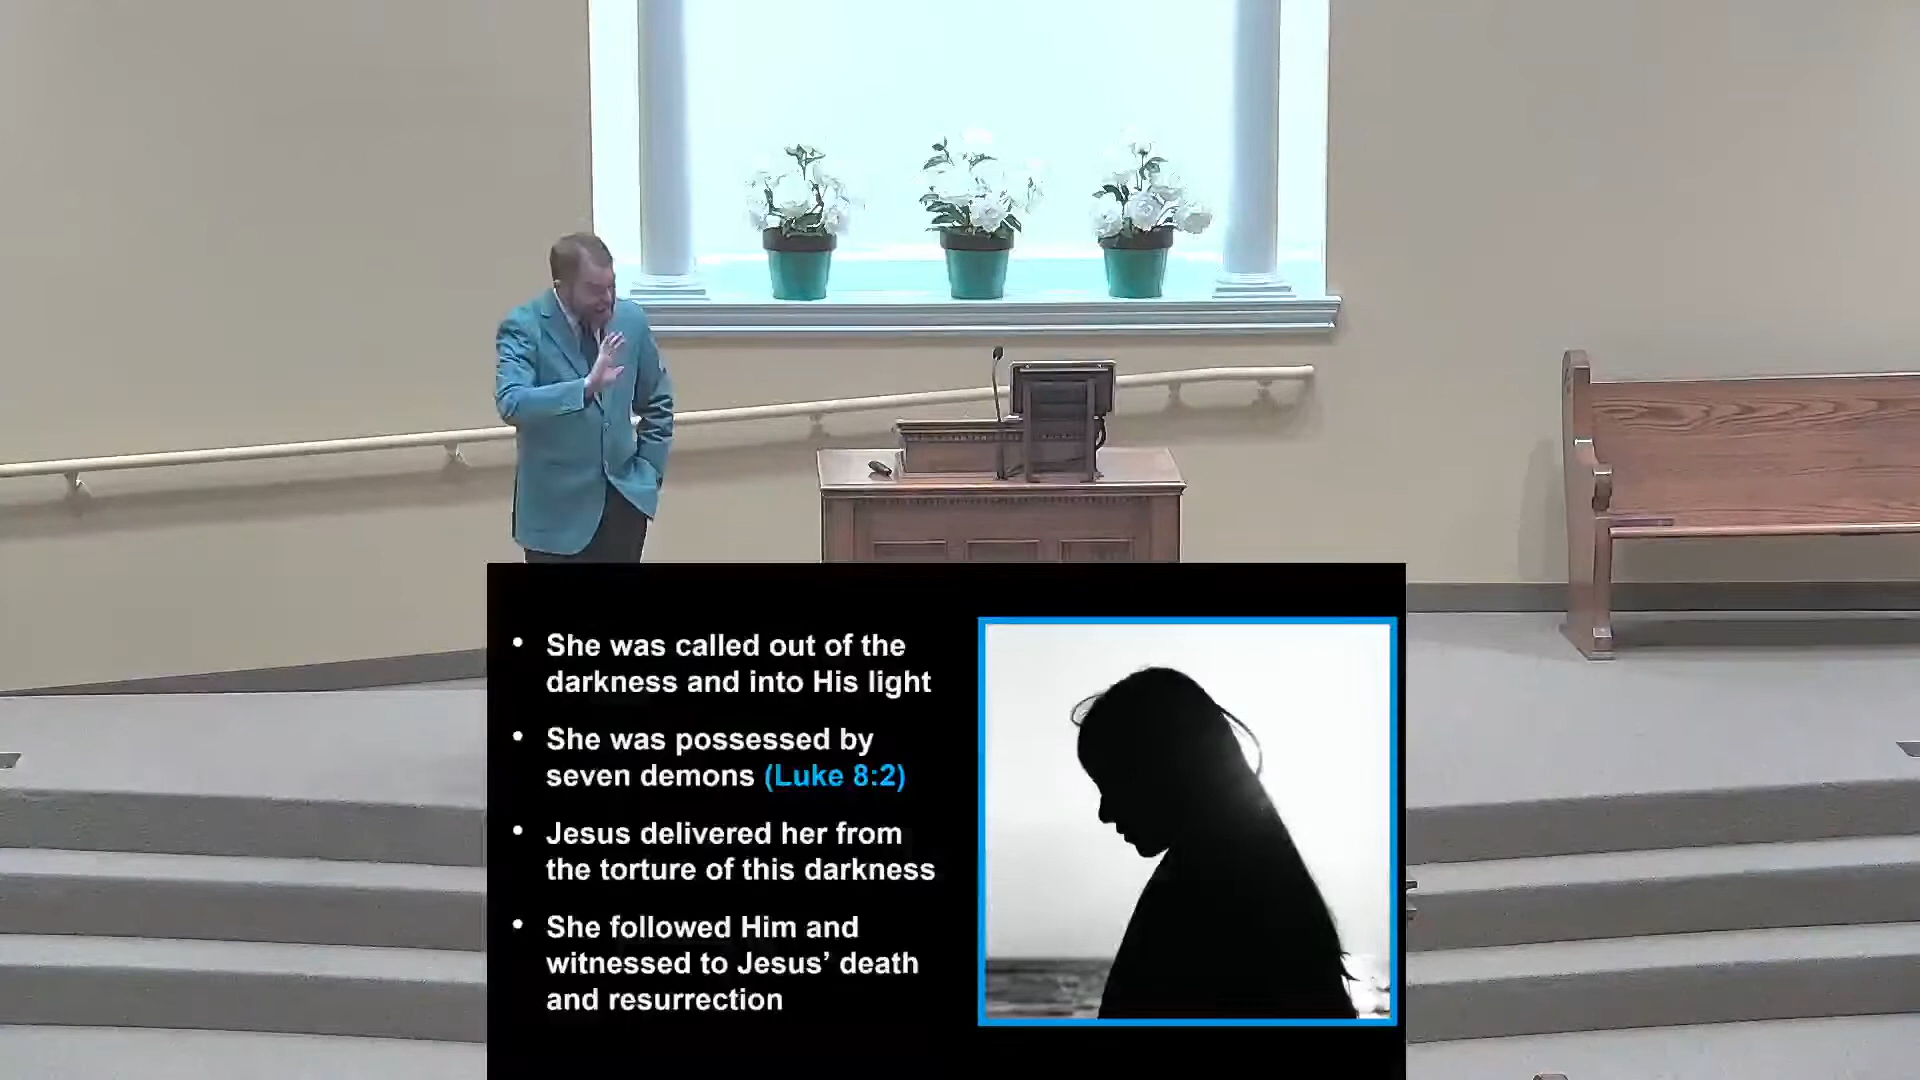 • She was called out of the
darkness and into His light
• She was possessed by
seven demons (Luke 8:2)
• Jesus delivered her from
the torture of this darkness
• She followed Him and
witnessed to Jesus’ death
and resurrection